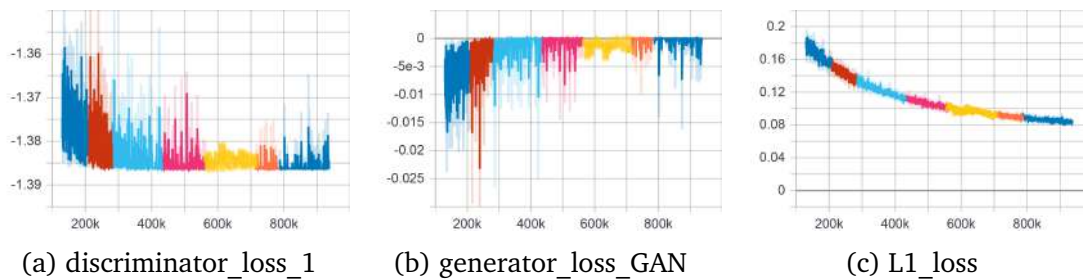 -1.36
-1.37
-1.38
-1.39
200k 400k 600k 800k
(a) discriminator_loss_1
0
-5e-3
-0.01
-0.015
-0.02
-0.025
200k 400k 600k 800k
(b) generator_loss_GAN
0.2
0.16
0.12
0.08
0.04
0
200k 400k 600k 800k
(c) L1_loss